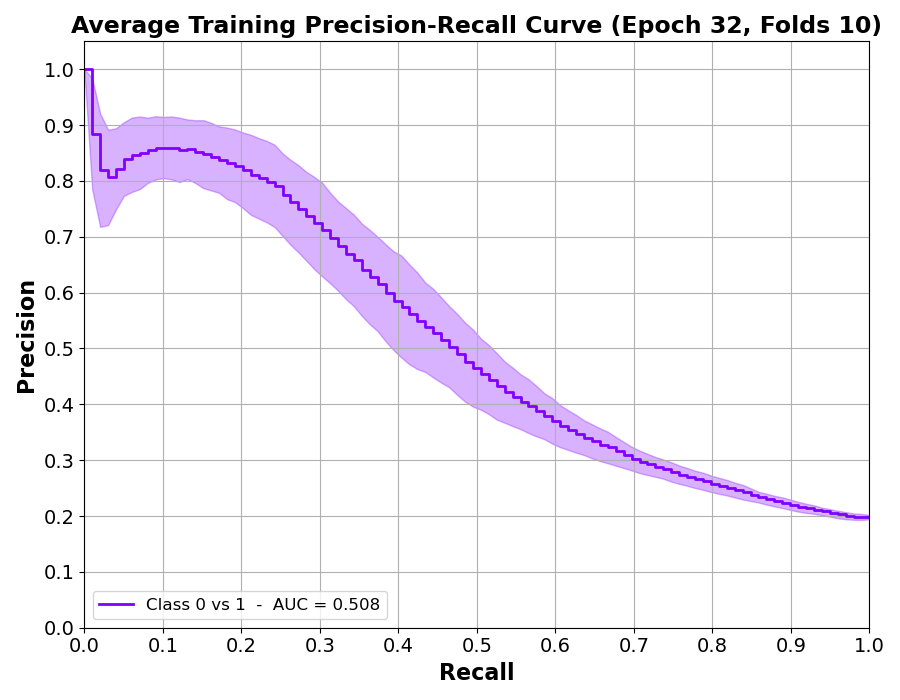 Average Training Precision-Recall Curve (Epoch 32, Folds 10)
1.0
0.9
0.8
0.7
0.6
0.5
0.4
0.3
0.2
0.1
0.0
Precision
Class 0 vs 1  -  AUC = 0.508
0.0 0.1 0.2 0.3 0.4 0.5 0.6 0.7 0.8 0.9 1.0
Recall